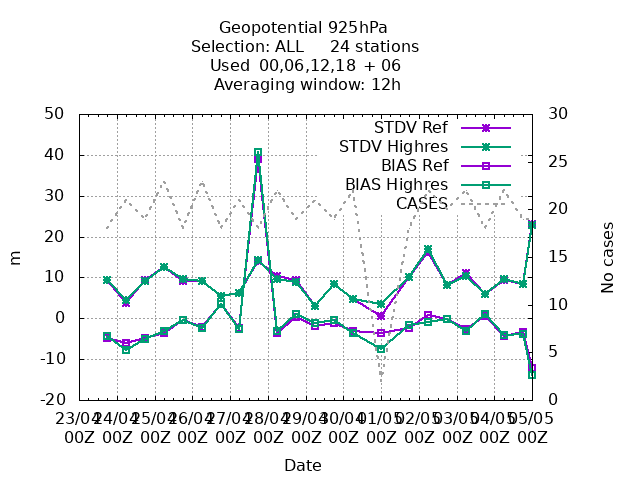 Geopotential 925hPa
Selection: ALL 24 stations
Used 00,06,12,18 + 06
Averaging window: 12h
50 30
STDV Ref
STDV Highres
BIAS Ref
BIAS Highres
CASES
40 25
30 20
20 15
10 10
0 5
-10 0
-20
m
No cases
23/04 24/04 25/04 26/04 27/04 28/04 29/04 30/04 01/05 02/05 03/05 04/05 05/05
00Z 00Z 00Z 00Z 00Z 00Z 00Z 00Z 00Z 00Z 00Z 00Z 00Z
Date